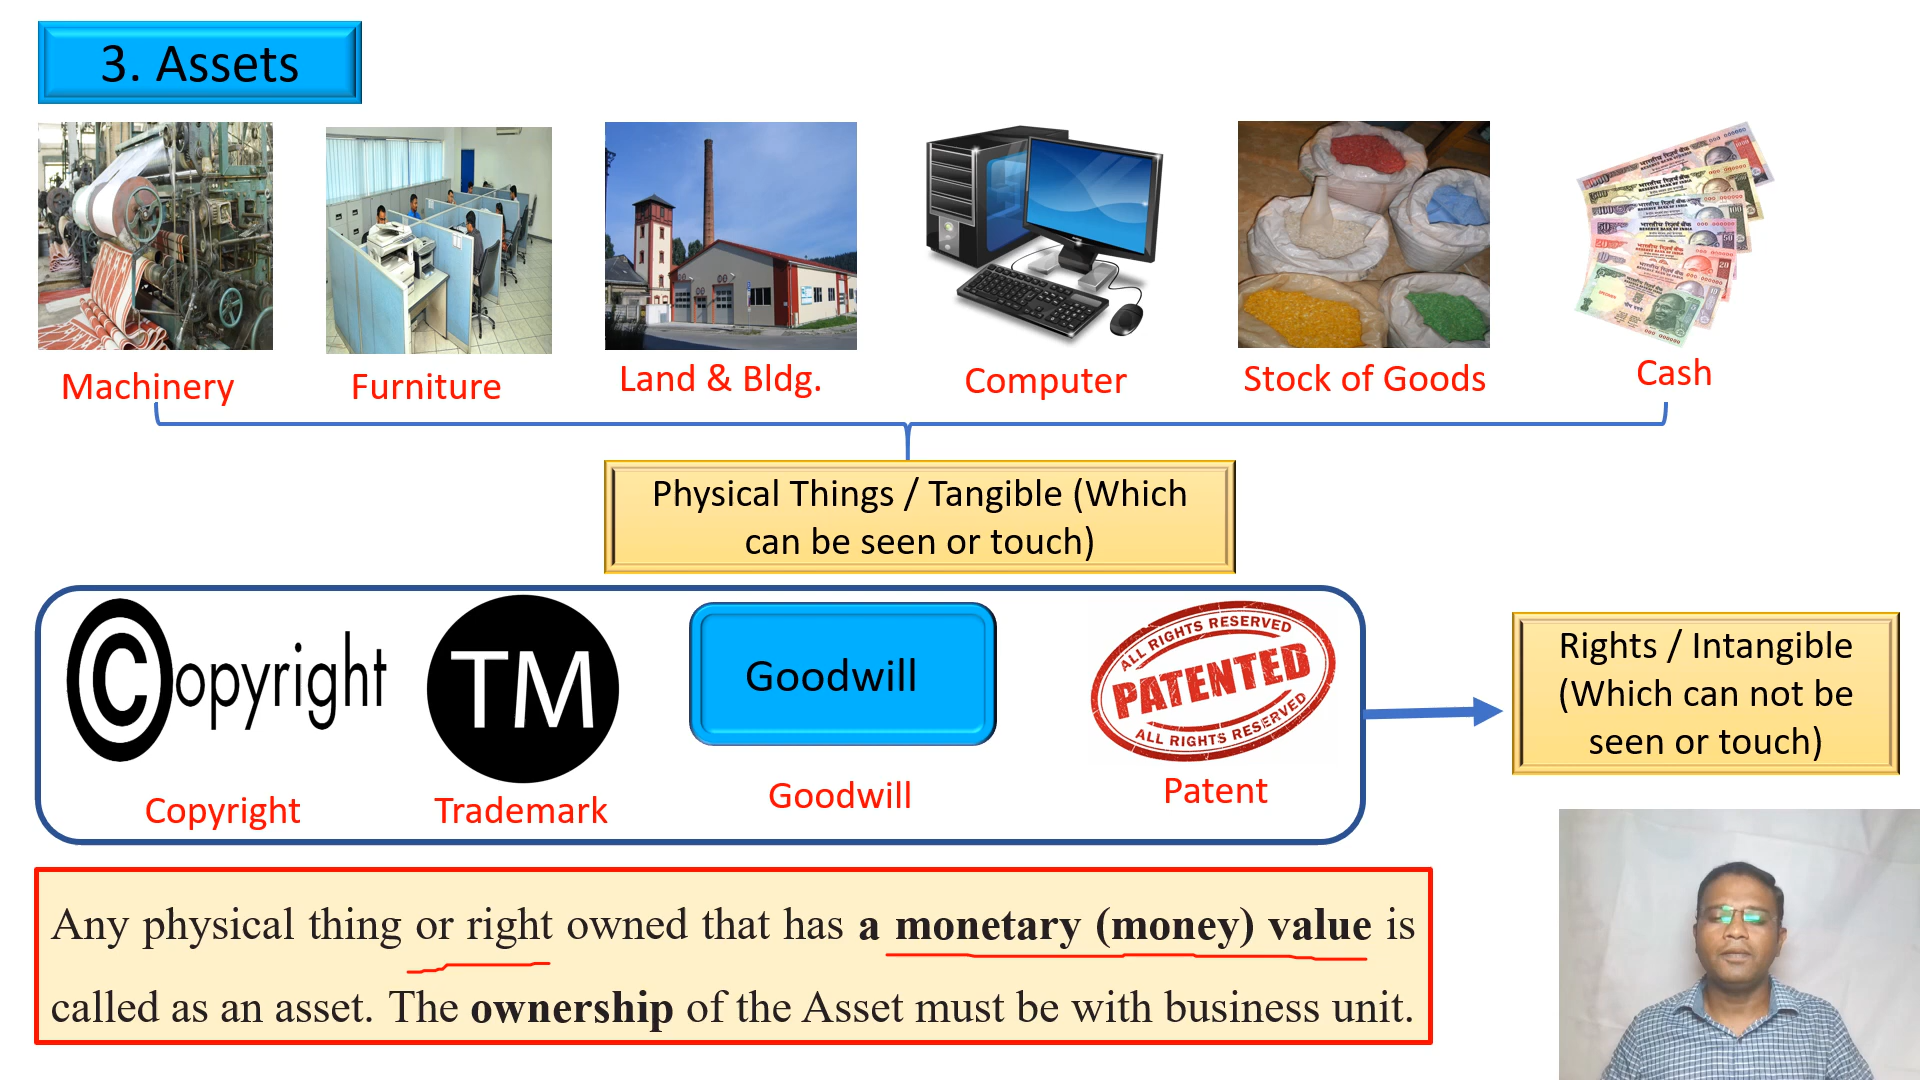 3. Assets
Machinery
Furniture
Land & Bldg.
Computer
Stock of Goods
Cash
Physical Things / Tangible (Which
can be seen or touch)
Copyright
TM
Goodwill
ALL RIGHTS RESERVED
PATENTED
ALL RIGHTS RESERVED
Copyright
Trademark
Goodwill
Patent
Rights / Intangible
(Which can not be
seen or touch)
Any physical thing or right owned that has a monetary (money) value is
called as an asset. The ownership of the Asset must be with business unit.